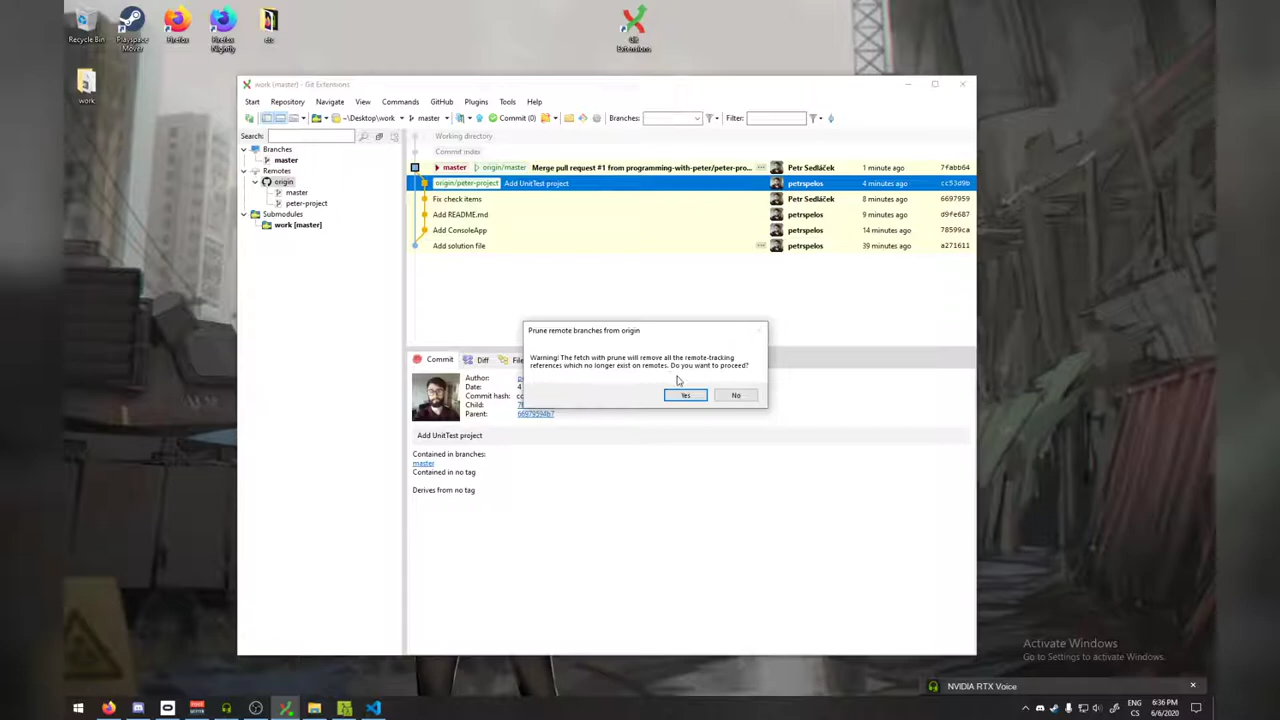 Recycle Bin
Playspace Mover
Firefox
Firefox Nightly
etc
Git Extensions
work
work (master) - Git Extensions
Start Repository Navigate View Commands GitHub Plugins Tools Help
~\Desktop\work master Commit (0) Branches: Filter:
Search:
Branches
master
Remotes
origin
master
peter-project
Submodules
work [master]
Working directory
Commit index
master origin/master Merge pull request #1 from programming-with-peter/peter-pro... Petr Sedláček 1 minute ago 7fabb64
origin/peter-project Add UnitTest project petrspelos 4 minutes ago cc53d9b
Fix check items Petr Sedláček 8 minutes ago 6697959
Add README.md petrspelos 9 minutes ago d9fe687
Add ConsoleApp petrspelos 14 minutes ago 78599ca
Add solution file petrspelos 39 minutes ago a271611
Prune remote branches from origin
Warning! The fetch with prune will remove all the remote-tracking
references which no longer exist on remotes. Do you want to proceed?
Yes No
Commit Diff File
Author:
Date: 4
Commit hash:
Child:
Parent: 66979594b7
Add UnitTest project
Contained in branches:
master
Contained in no tag
Derives from no tag
Activate Windows
Go to Settings to activate Windows.
NVIDIA RTX Voice
ENG
CS
6:36 PM
6/6/2020